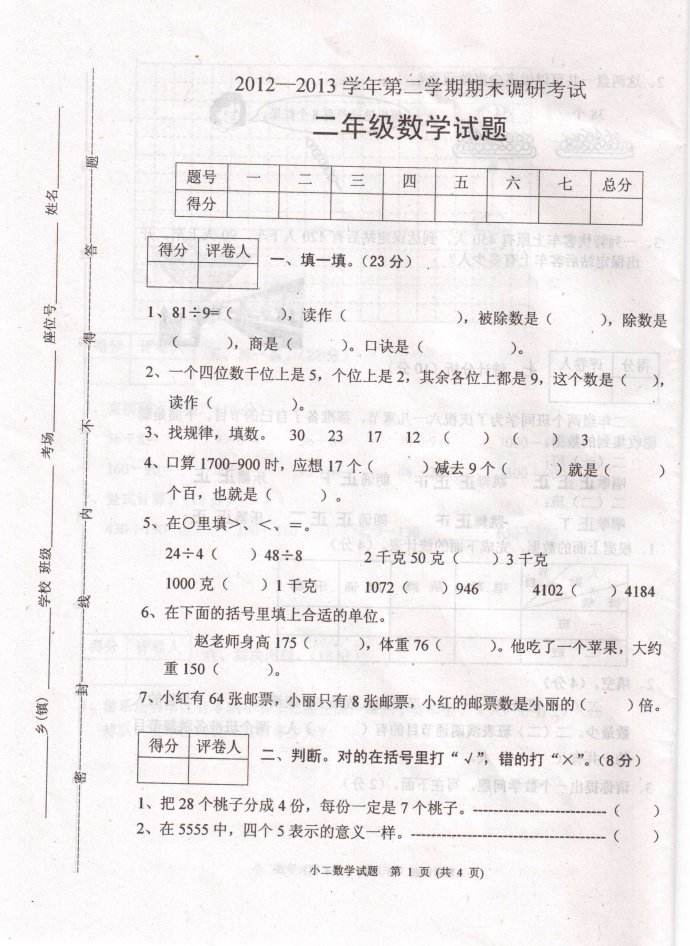 2012—2013 学年第二学期期末调研考试
二年级数学试题
题号 一 二 三 四 五 六 七 总分
得分
得分 评卷人
一、填一填。(23 分)
1、81÷9=( ),读作( ),被除数是( ),除数是
( ),商是( )。口诀是( )。
2、一个四位数千位上是 5,个位上是 2,其余各位上都是 9,这个数是( ),
读作( )。
3、找规律,填数。 30 23 17 12 ( ) ( ) 3
4、口算 1700-900 时,应想 17 个( )减去 9 个( )就是( )
个百,也就是( )。
5、在〇里填>、<、=。
24÷4( )48÷8 2 千克 50 克( )3 千克
1000 克( )1 千克 1072( )946 4102( )4184
6、在下面的括号里填上合适的单位。
赵老师身高 175( ),体重 76( )。他吃了一个苹果,大约
重 150( )。
7、小红有 64 张邮票,小丽只有 8 张邮票,小红的邮票数是小丽的( )倍。
得分 评卷人
二、判断。对的在括号里打“√”,错的打“×”。(8 分)
1、把 28 个桃子分成 4 份,每份一定是 7 个桃子。------------------------( )
2、在 5555 中,四个 5 表示的意义一样。------------------------------------( )
小二数学试题 第 1 页 (共 4 页)
乡(镇) 学校 班级 考场 座位号 姓名
密 封 线 内 不 得 答 题